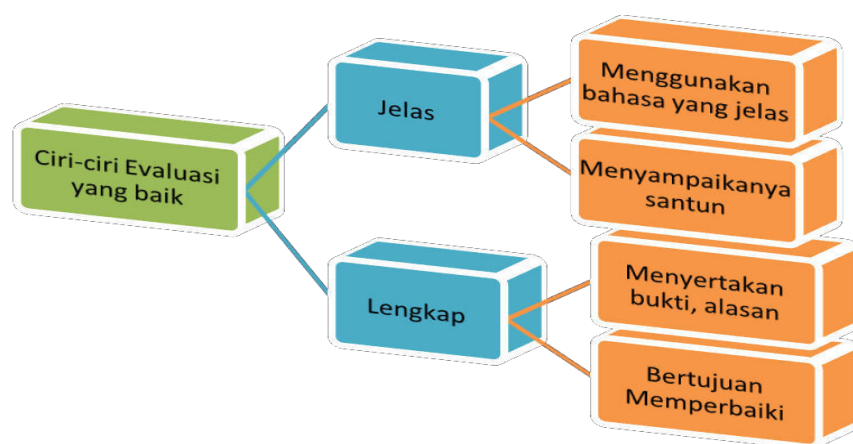 Ciri-ciri Evaluasi
yang baik
Jelas
Menggunakan
bahasa yang jelas
Menyampaikanya
santun
Lengkap
Menyertakan
bukti, alasan
Bertujuan
Memperbaiki